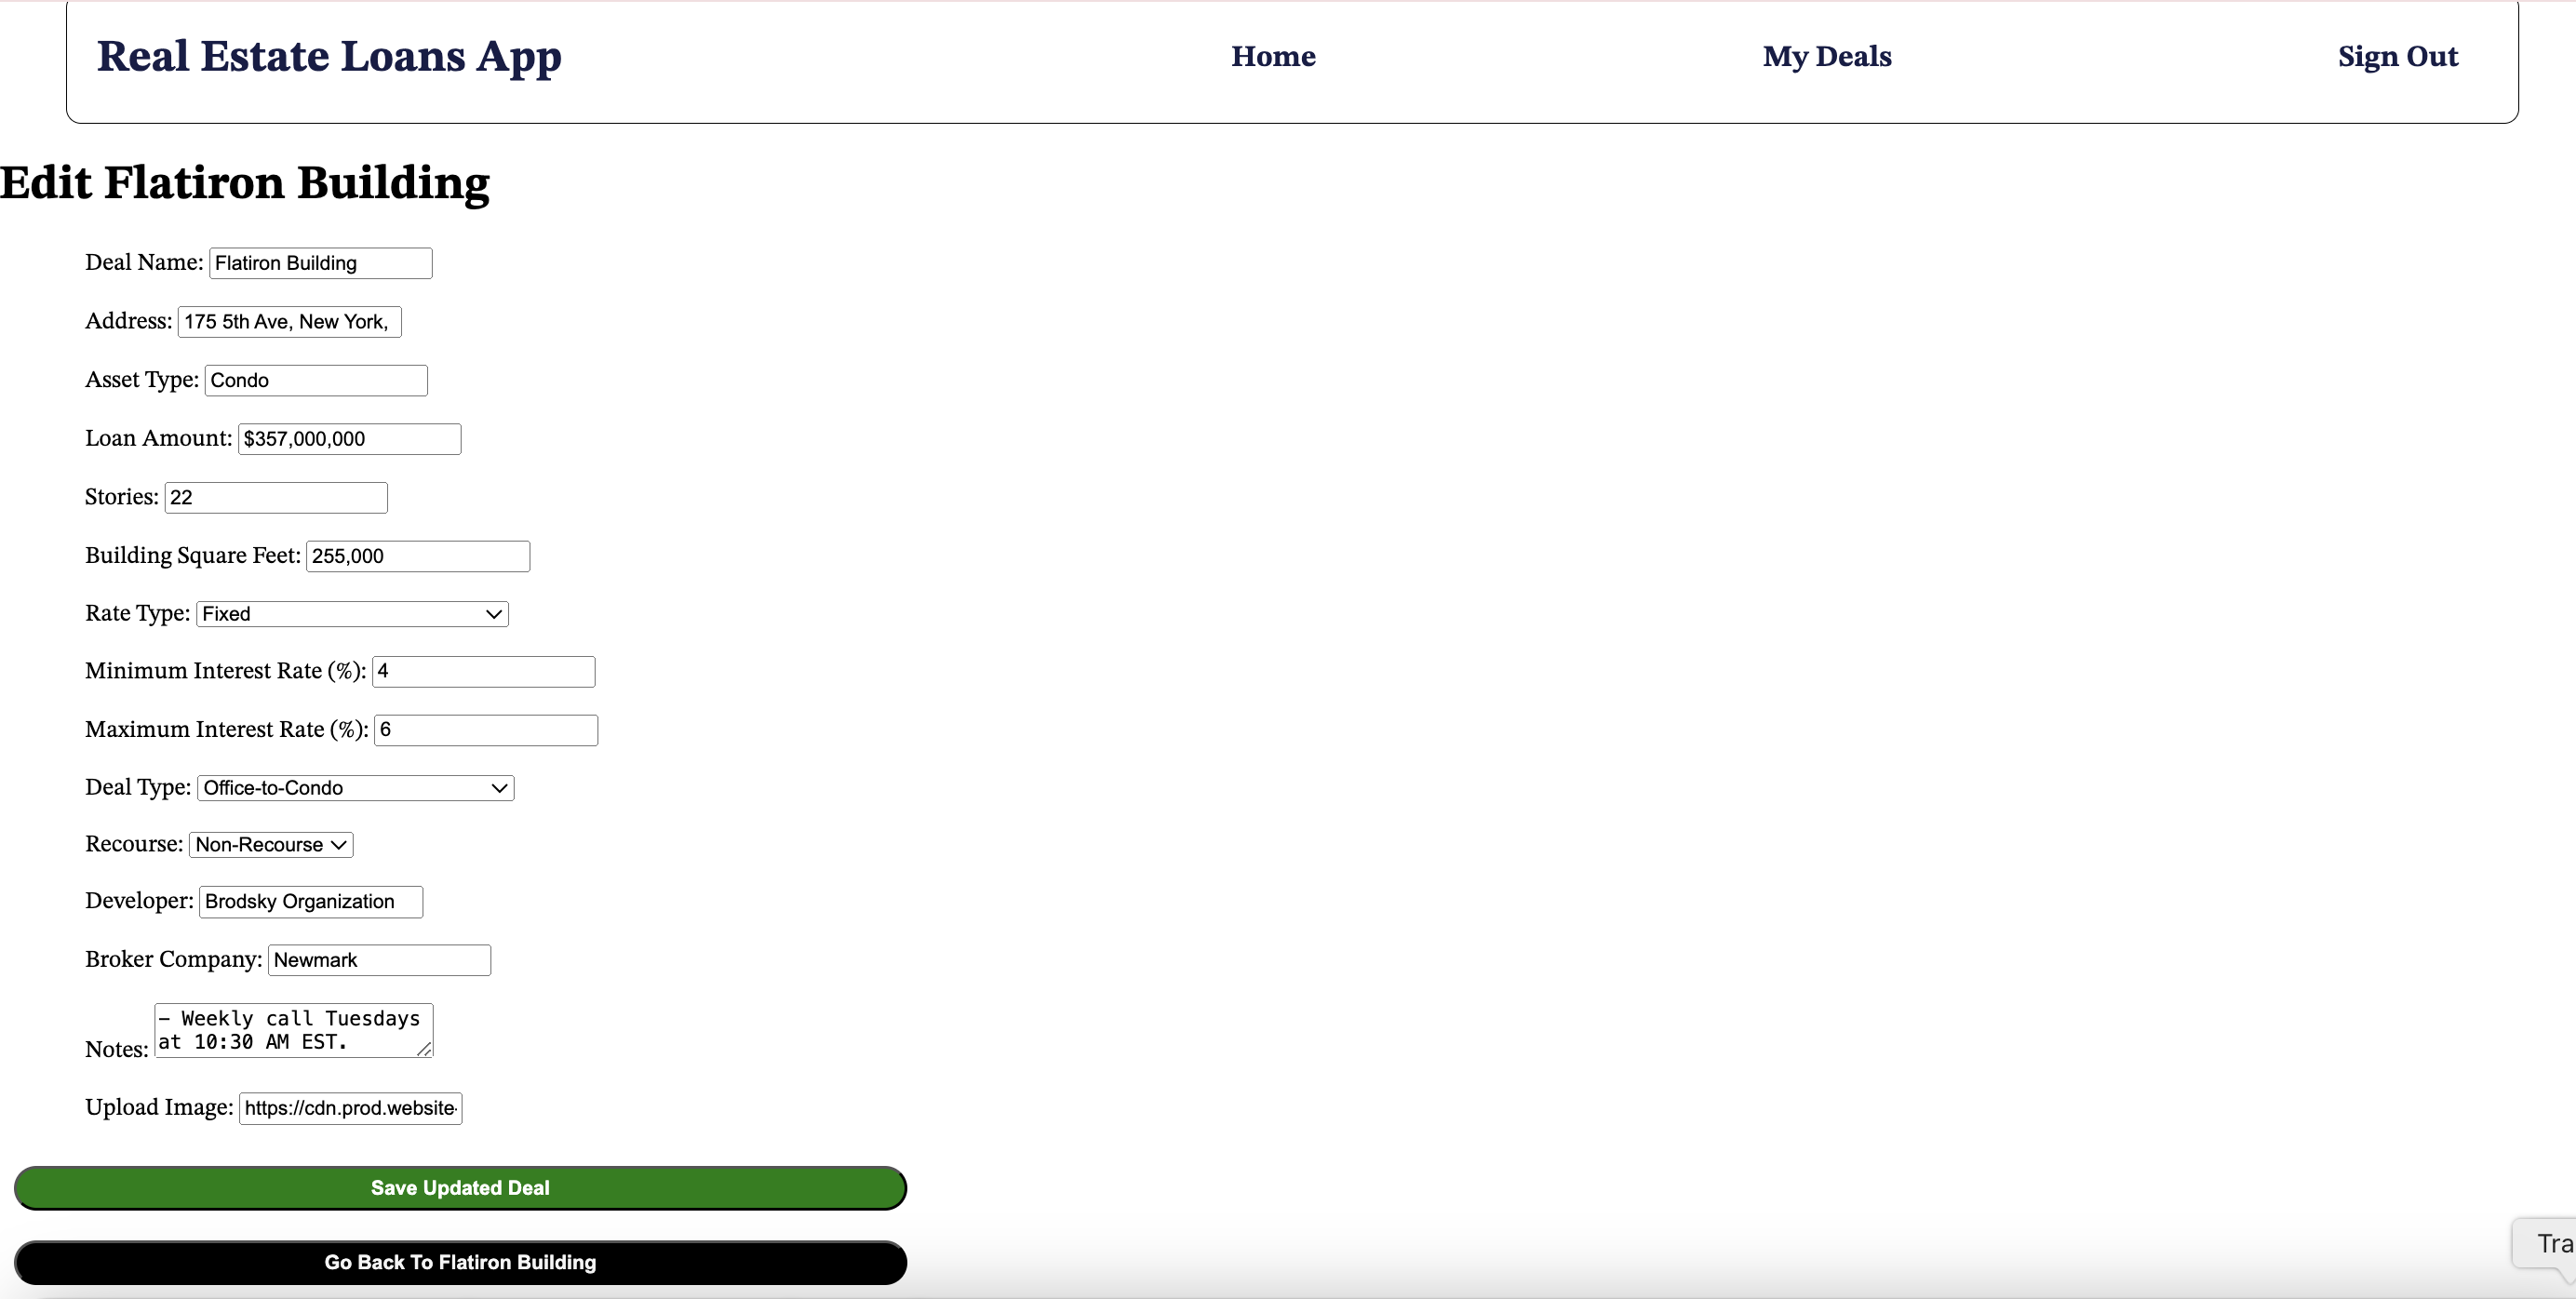 Real Estate Loans App Home My Deals Sign Out
Edit Flatiron Building
Deal Name: Flatiron Building
Address: 175 5th Ave, New York,
Asset Type: Condo
Loan Amount: $357,000,000
Stories: 22
Building Square Feet: 255,000
Rate Type: Fixed
Minimum Interest Rate (%): 4
Maximum Interest Rate (%): 6
Deal Type: Office-to-Condo
Recourse: Non-Recourse
Developer: Brodsky Organization
Broker Company: Newmark
Notes: – Weekly call Tuesdays
at 10:30 AM EST.
Upload Image: https://cdn.prod.website-
Save Updated Deal
Go Back To Flatiron Building